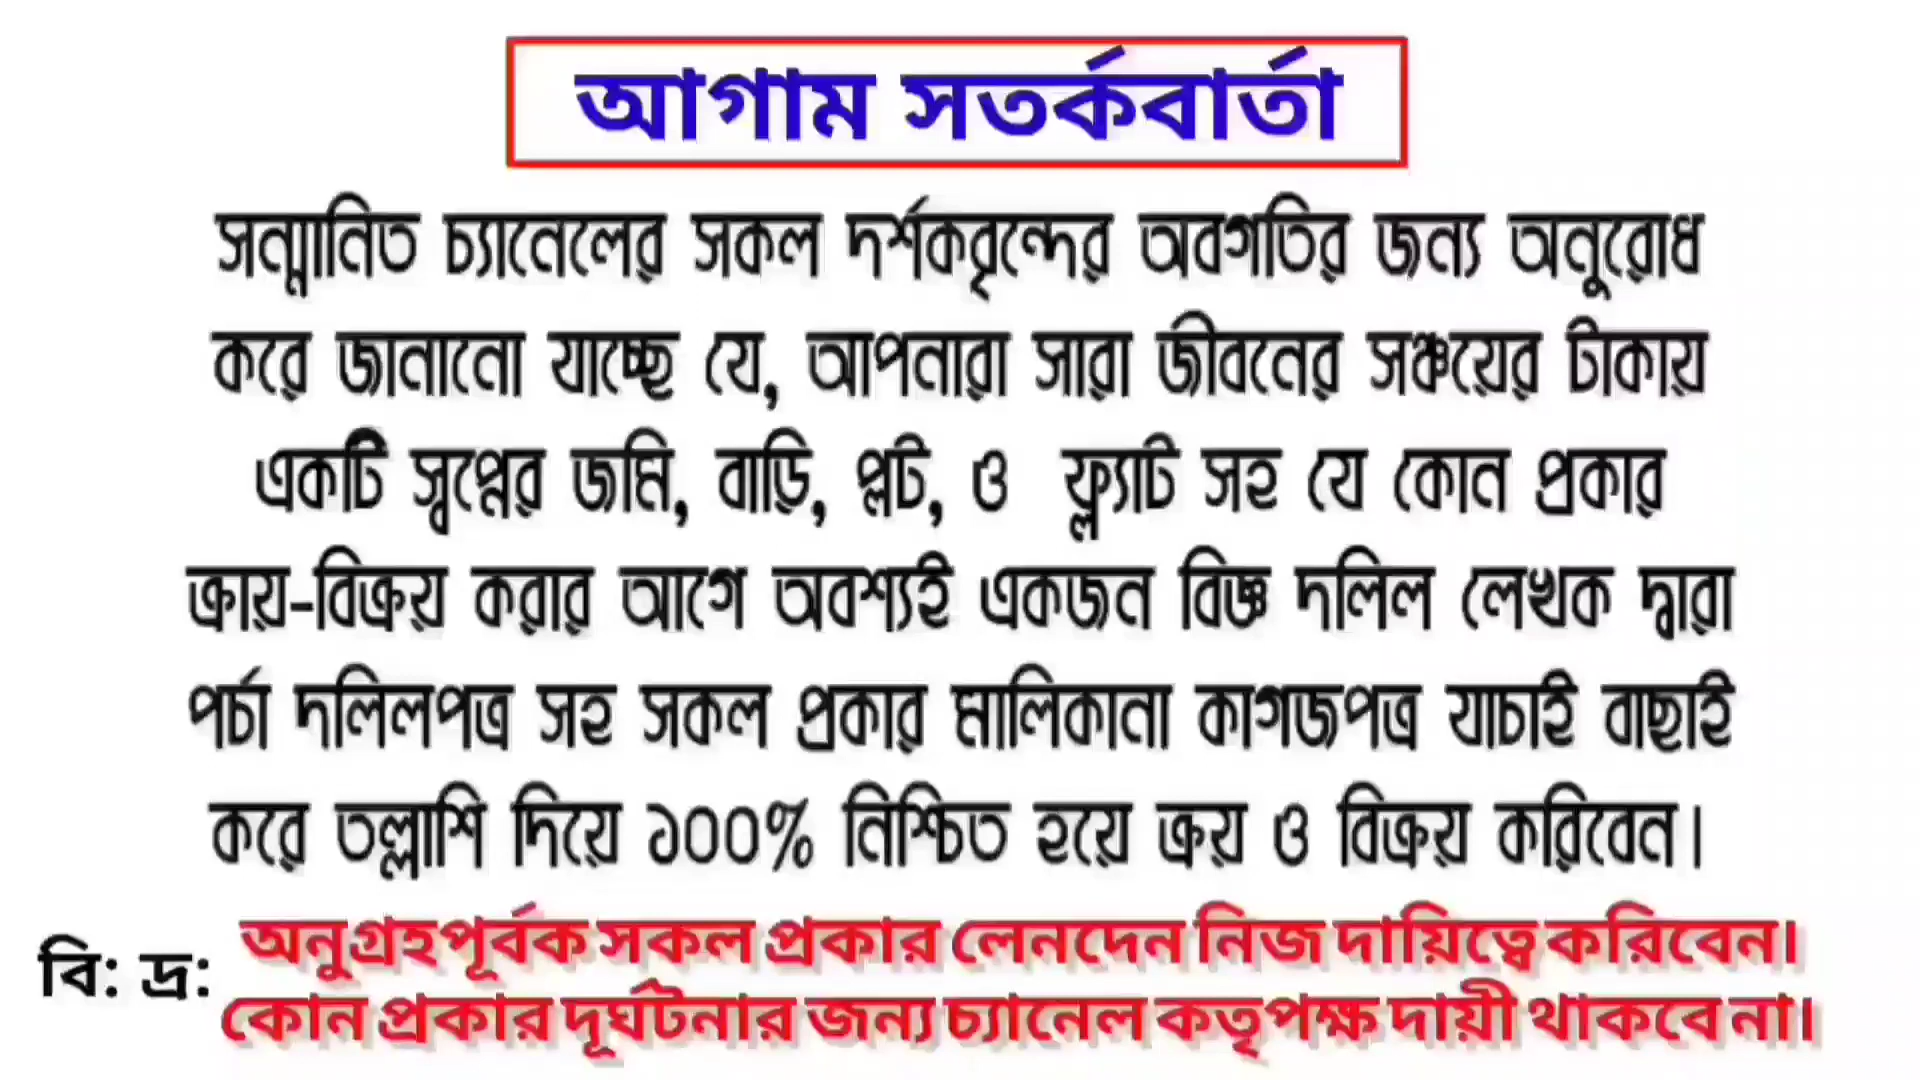 আগাম সতর্কবার্তা
সন্মানিত চ্যানেলের সকল দর্শকবৃন্দের অবগতির জন্য অনুরোধ
করে জানানো যাচ্ছে যে, আপনারা সারা জীবনের সঞ্চয়ের টাকায়
একটি স্বপ্নের জমি, বাড়ি, প্লট, ও ফ্ল্যাট সহ যে কোন প্রকার
ক্রায়-বিক্রয় করার আগে অবশ্যই একজন বিজ্ঞ দলিল লেখক দ্বারা
পর্চা দলিলপত্র সহ সকল প্রকার মালিকানা কাগজপত্র যাচাই বাছাই
করে তল্লাশি দিয়ে ১০০% নিশ্চিত হয়ে ক্রয় ও বিক্রয় করিবেন।
বি: দ্র: অনুগ্রহপূর্বক সকল প্রকার লেনদেন নিজ দায়িত্বে করিবেন।
কোন প্রকার দূর্ঘটনার জন্য চ্যানেল কতৃপক্ষ দায়ী থাকবে না।